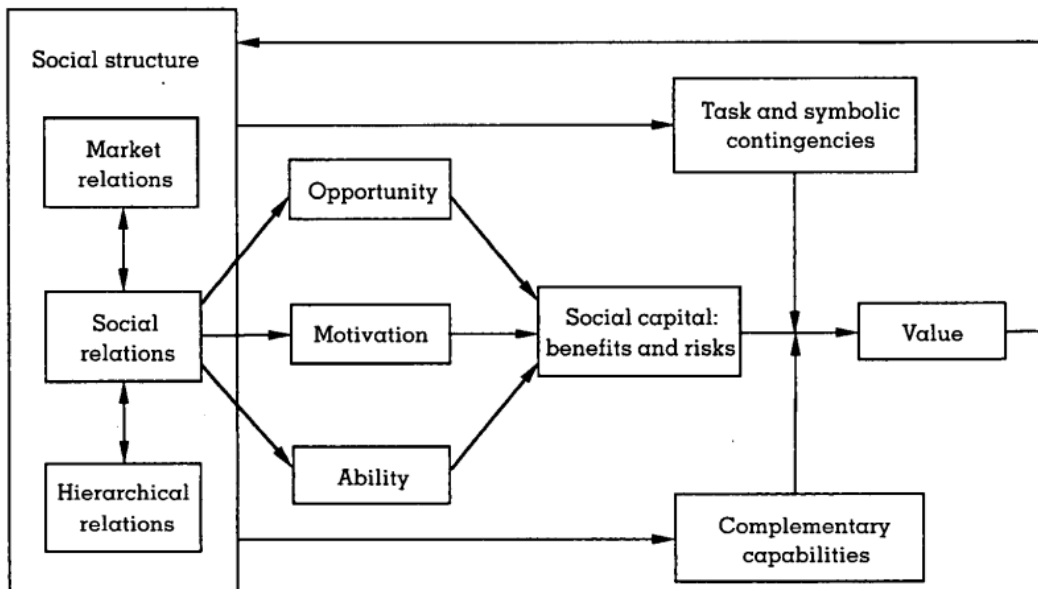 Social structure
Market
relations
Social
relations
Hierarchical
relations
Opportunity
Motivation
Ability
Social capital:
benefits and risks
Task and symbolic
contingencies
Complementary
capabilities
Value